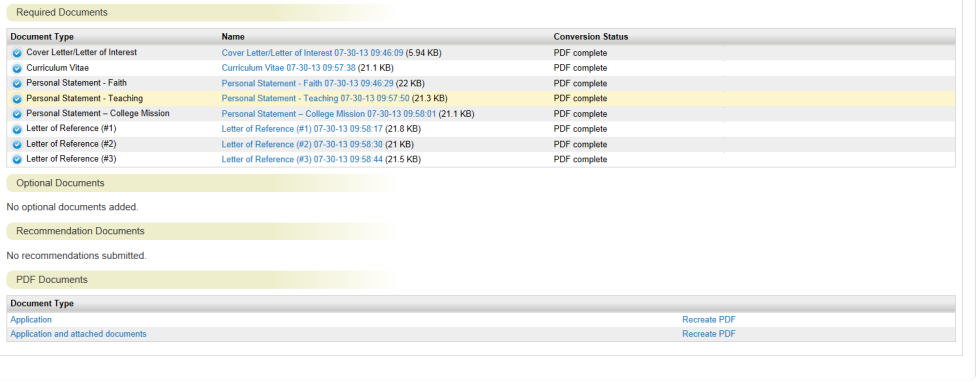 Required Documents
Document Type Name Conversion Status
Cover Letter/Letter of Interest Cover Letter/Letter of Interest 07-30-13 09:46:09 (5.94 KB) PDF complete
Curriculum Vitae Curriculum Vitae 07-30-13 09:57:38 (21.1 KB) PDF complete
Personal Statement - Faith Personal Statement - Faith 07-30-13 09:46:29 (22 KB) PDF complete
Personal Statement - Teaching Personal Statement - Teaching 07-30-13 09:57:50 (21.3 KB) PDF complete
Personal Statement – College Mission Personal Statement – College Mission 07-30-13 09:58:01 (21.1 KB) PDF complete
Letter of Reference (#1) Letter of Reference (#1) 07-30-13 09:58:17 (21.8 KB) PDF complete
Letter of Reference (#2) Letter of Reference (#2) 07-30-13 09:58:30 (21 KB) PDF complete
Letter of Reference (#3) Letter of Reference (#3) 07-30-13 09:58:44 (21.5 KB) PDF complete
Optional Documents
No optional documents added.
Recommendation Documents
No recommendations submitted.
PDF Documents
Document Type
Application Recreate PDF
Application and attached documents Recreate PDF